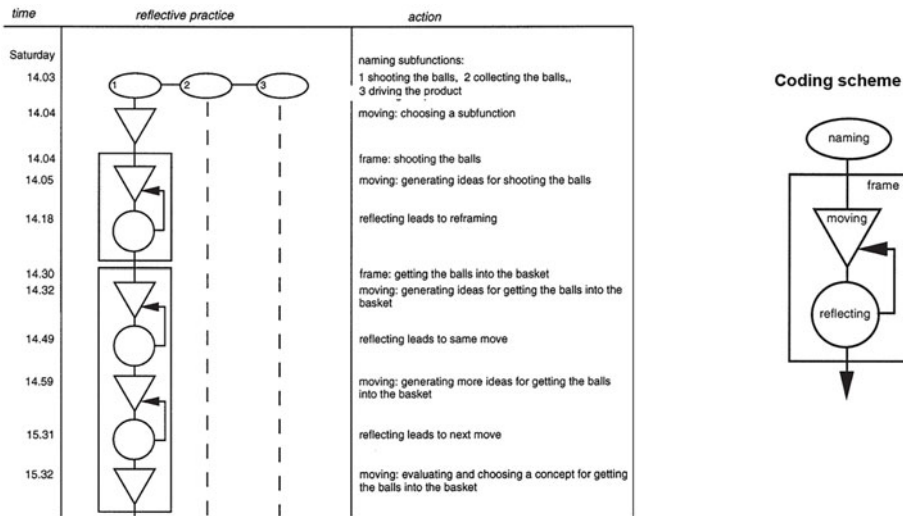 time reflective practice action
Saturday
naming subfunctions:
14.03 1 2 3 1 shooting the balls, 2 collecting the balls,,
3 driving the product
14.04 moving: choosing a subfunction
14.04 frame: shooting the balls
14.05 moving: generating ideas for shooting the balls
14.18 reflecting leads to reframing
14.30 frame: getting the balls into the basket
14.32 moving: generating ideas for getting the balls into the
basket
14.49 reflecting leads to same move
14.59 moving: generating more ideas for getting the balls
into the basket
15.31 reflecting leads to next move
15.32 moving: evaluating and choosing a concept for getting
the balls into the basket
Coding scheme
naming
frame
moving
reflecting